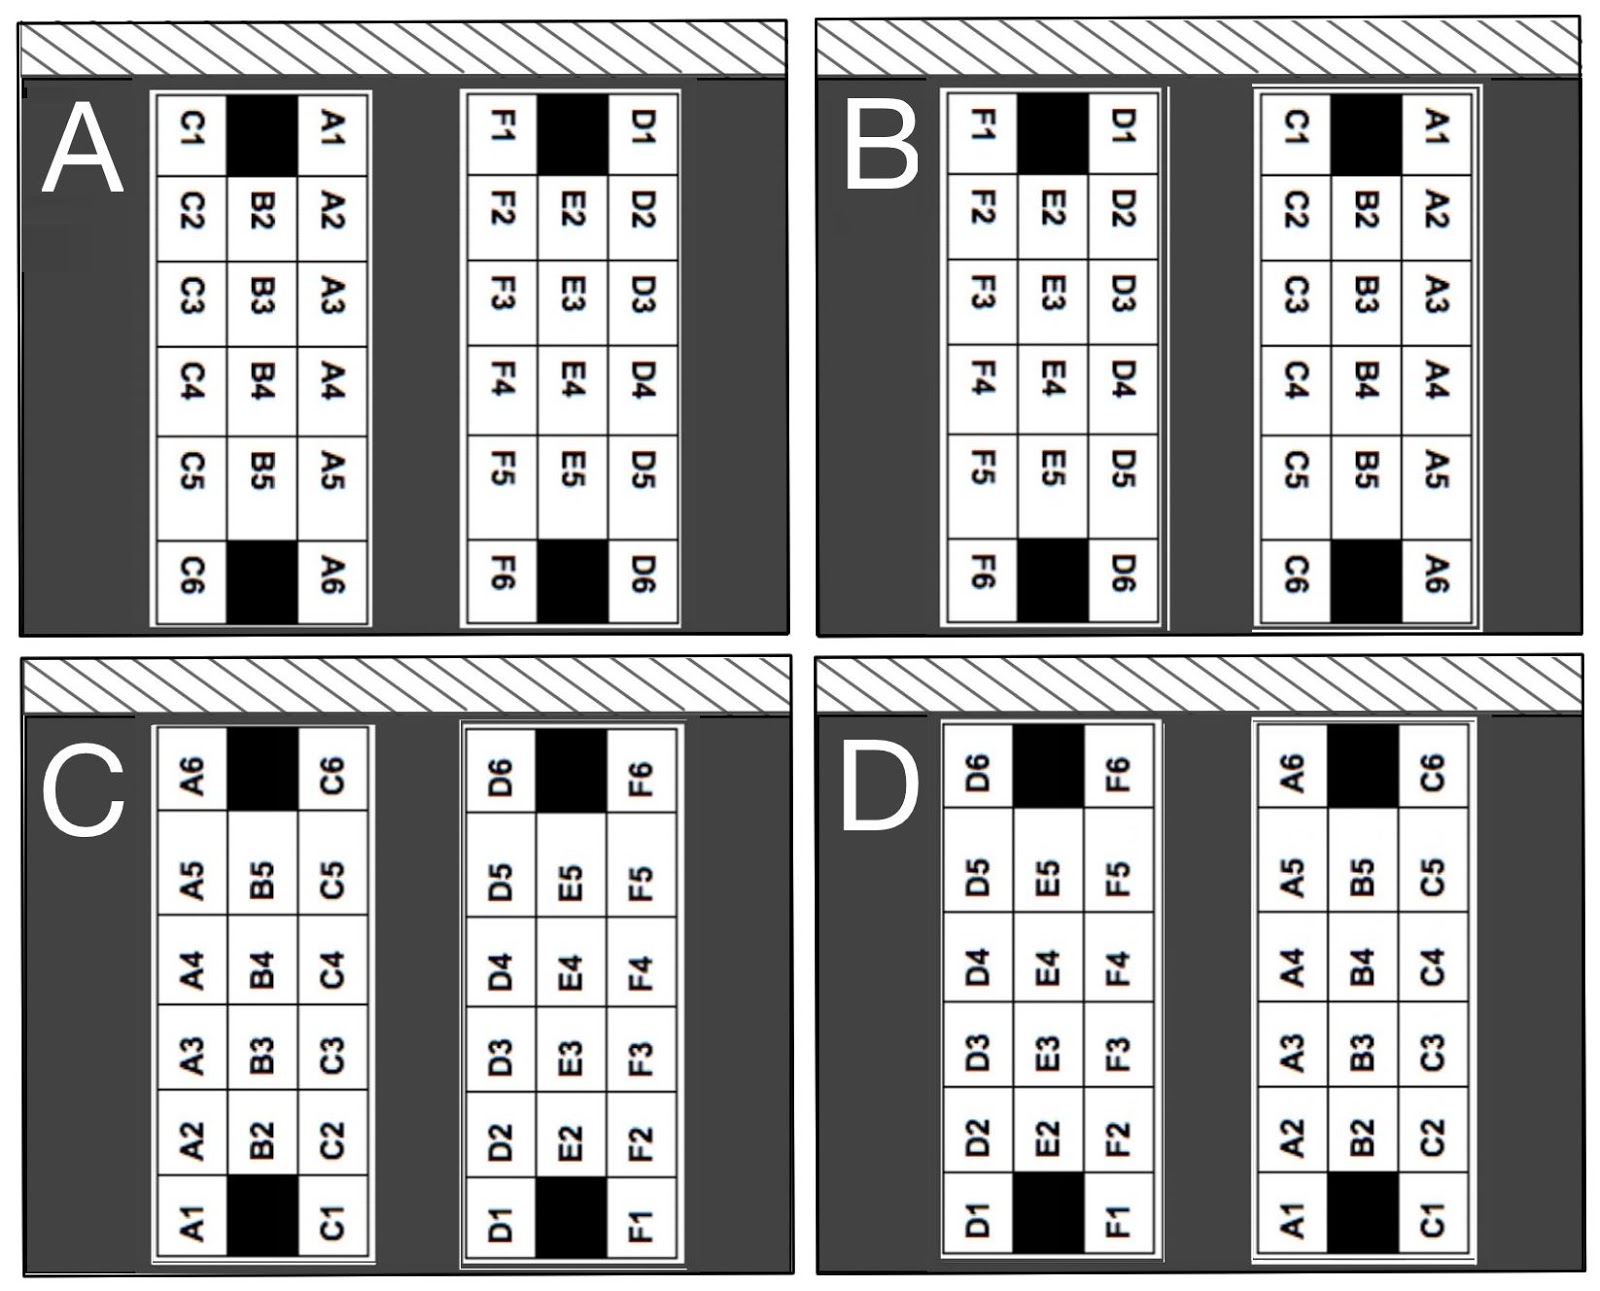 A
C1 A1 F1 D1
C2 B2 A2 F2 E2 D2
C3 B3 A3 F3 E3 D3
C4 B4 A4 F4 E4 D4
C5 B5 A5 F5 E5 D5
C6 A6 F6 D6
B
F1 D1 C1 A1
F2 E2 D2 C2 B2 A2
F3 E3 D3 C3 B3 A3
F4 E4 D4 C4 B4 A4
F5 E5 D5 C5 B5 A5
F6 D6 C6 A6
C
A6 C6 D6 F6
A5 B5 C5 D5 E5 F5
A4 B4 C4 D4 E4 F4
A3 B3 C3 D3 E3 F3
A2 B2 C2 D2 E2 F2
A1 C1 D1 F1
D
D6 F6 A6 C6
D5 E5 F5 A5 B5 C5
D4 E4 F4 A4 B4 C4
D3 E3 F3 A3 B3 C3
D2 E2 F2 A2 B2 C2
D1 F1 A1 C1